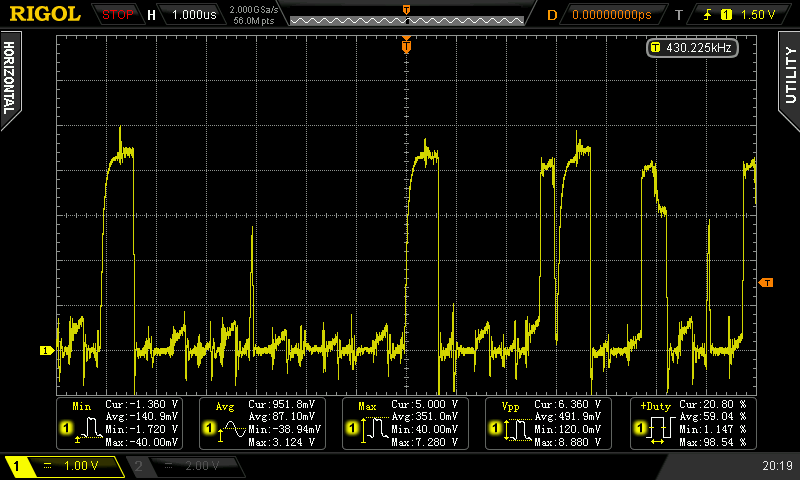 RIGOL STOP H 1.000us 2.000GSa/s 56.0M pts T D 0.00000000ps T 1 1.50 V
HORIZONTAL
UTILITY
T
T 430.225kHz
T
1
Min Cur:-1.360 V
Avg:-140.9mV
1 Min:-1.720 V
Max:-40.00mV
Avg Cur:951.8mV
Avg:87.10mV
1 Min:-38.94mV
Max:3.124 V
Max Cur:5.000 V
Avg:351.0mV
1 Min:40.00mV
Max:7.280 V
Vpp Cur:6.360 V
Avg:491.9mV
1 Min:120.0mV
Max:8.880 V
+Duty Cur:20.80 %
Avg:59.04 %
1 Min:1.147 %
Max:98.54 %
1 1.00 V 2 2.00 V 20:19